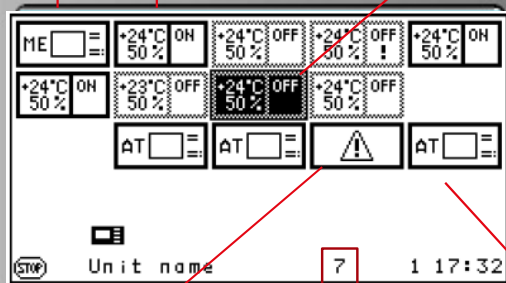 ME +24°C 50% ON +24°C 50% OFF +24°C 50% OFF ! +24°C 50% ON
+24°C 50% ON +23°C 50% OFF +24°C 50% OFF +24°C 50% OFF
AT AT AT
STOP Unit name 7 1 17:32